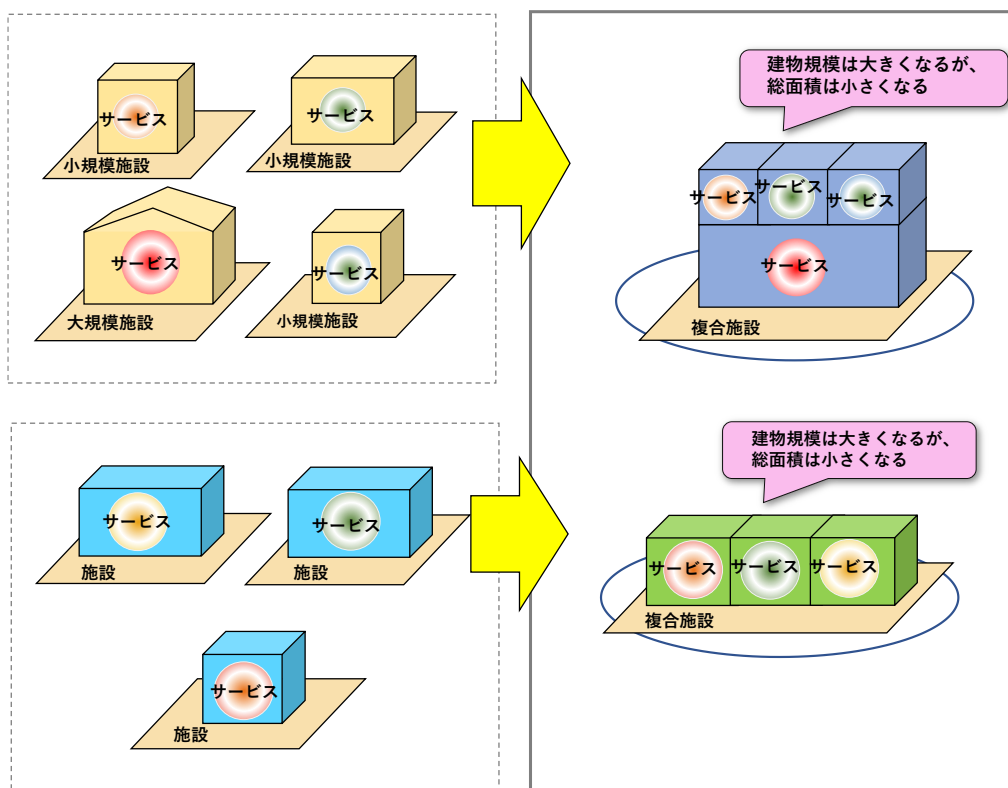 サービス
小規模施設
サービス
小規模施設
サービス
大規模施設
サービス
小規模施設
建物規模は大きくなるが、
総面積は小さくなる
サービス
サービス
サービス
サービス
複合施設
サービス
施設
サービス
施設
サービス
施設
建物規模は大きくなるが、
総面積は小さくなる
サービス
サービス
サービス
複合施設